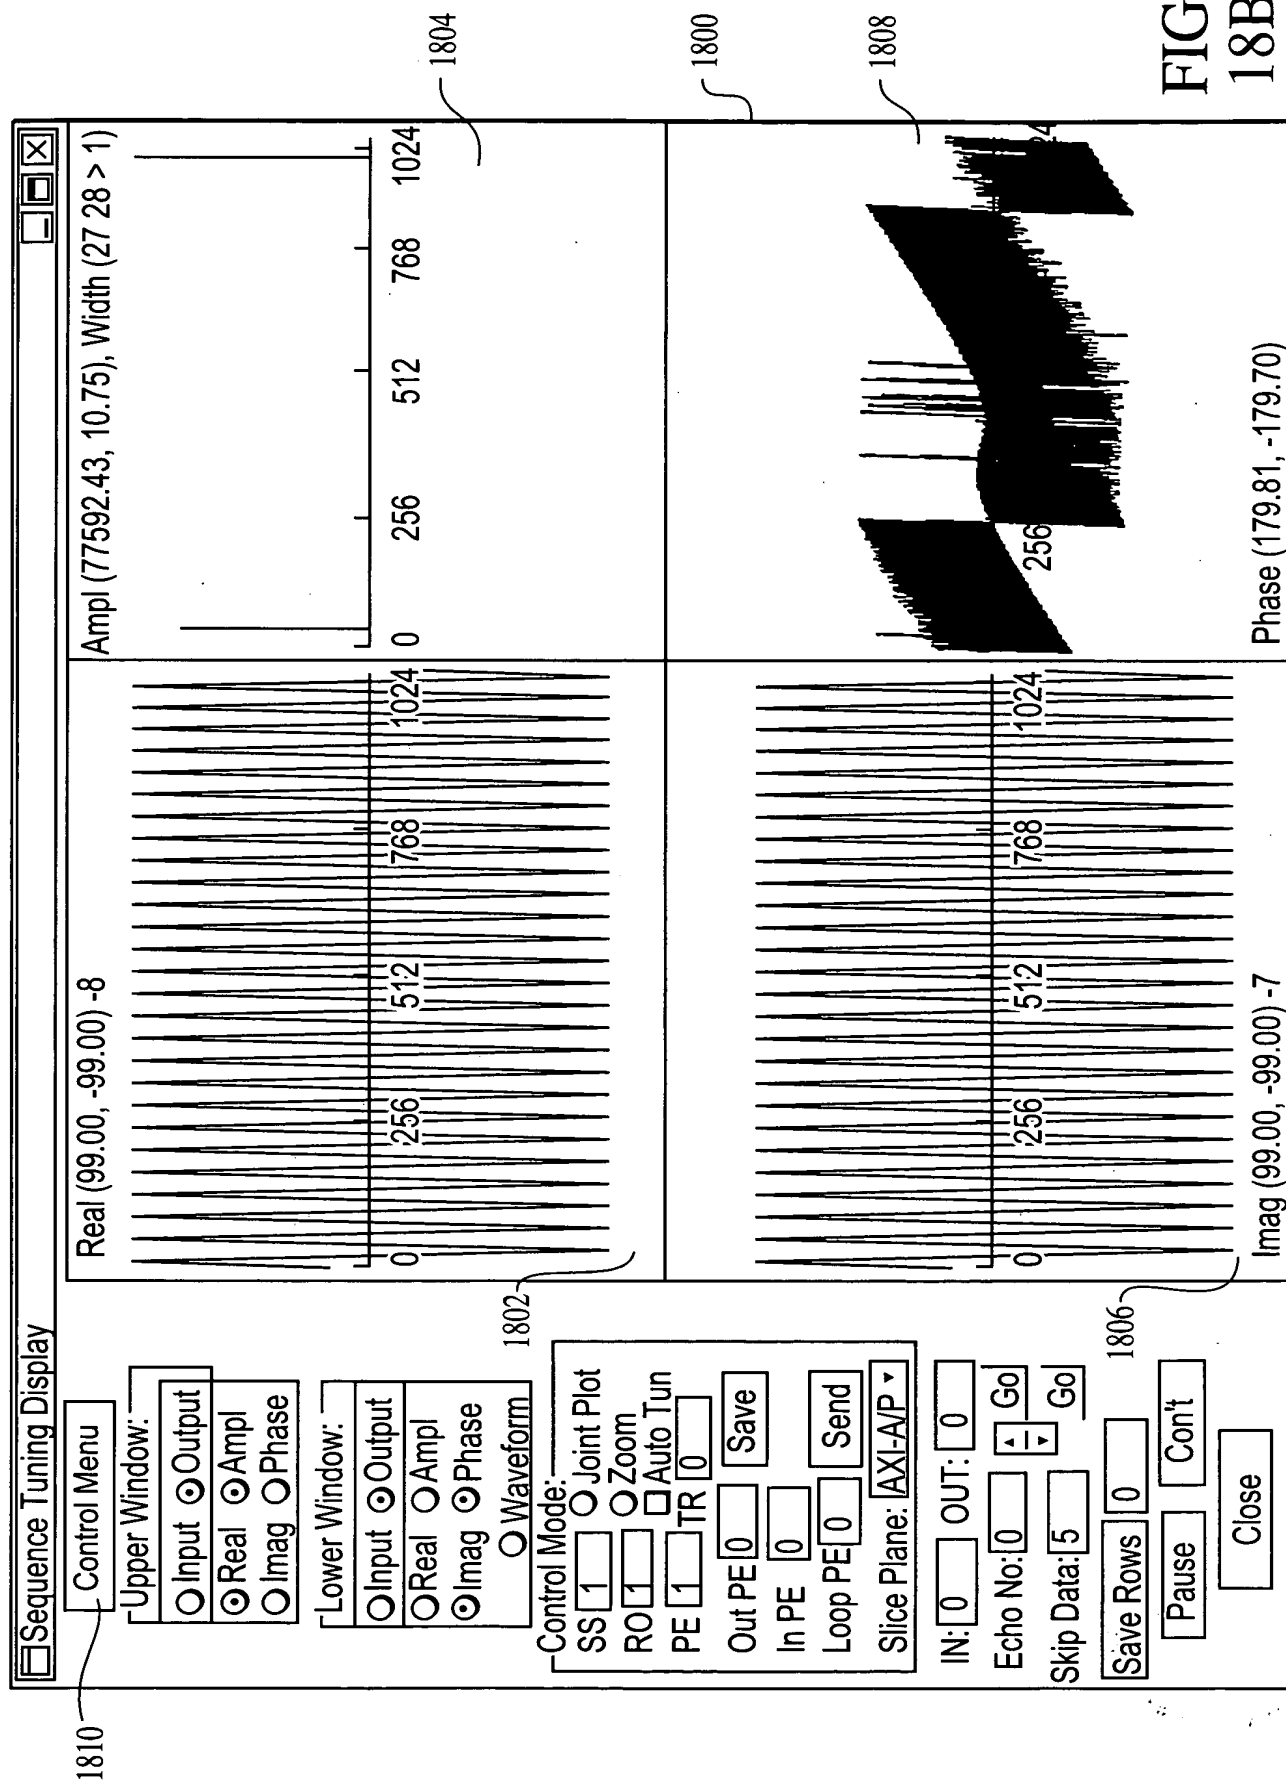 Sequence Tuning Display
1810
Control Menu
Upper Window:
Input Output
Real Ampl
Imag Phase
Lower Window:
Input Output
Real Ampl
Imag Phase
Waveform
Control Mode:
SS 1 Joint Plot
RO 1 Zoom
Auto Tun
PE 1 TR 0
Out PE 0 Save
In PE 0
Loop PE 0 Send
Slice Plane: AXI-A/P
IN: 0 OUT: 0
Echo No: 0 Go
Skip Data: 5 Go
Save Rows 0
Pause Con't
Close
Real (99.00, -99.00) -8
0 256 512 768 1024
1802
Ampl (77592.43, 10.75), Width (27 28 > 1)
0 256 512 768 1024
1804
1800
0 256 512 768 1024
Imag (99.00, -99.00) -7
1806
256 24
Phase (179.81, -179.70)
1808
FIG
18B